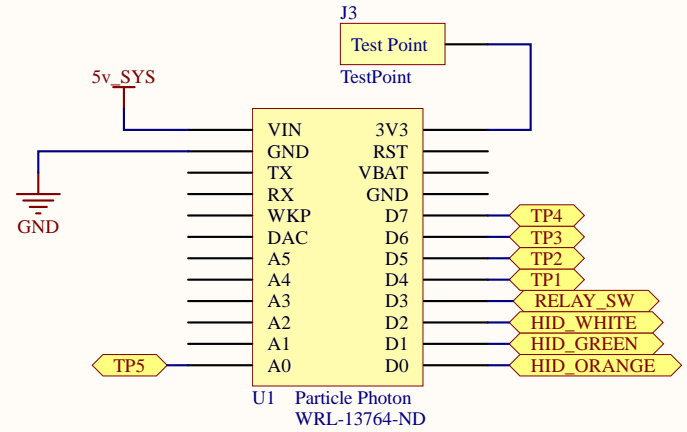 J3
Test Point
TestPoint
5v_SYS
VIN 3V3
GND RST
TX VBAT
RX GND
WKP D7 TP4
DAC D6 TP3
A5 D5 TP2
A4 D4 TP1
A3 D3 RELAY_SW
A2 D2 HID_WHITE
A1 D1 HID_GREEN
TP5 A0 D0 HID_ORANGE
GND
U1 Particle Photon
WRL-13764-ND